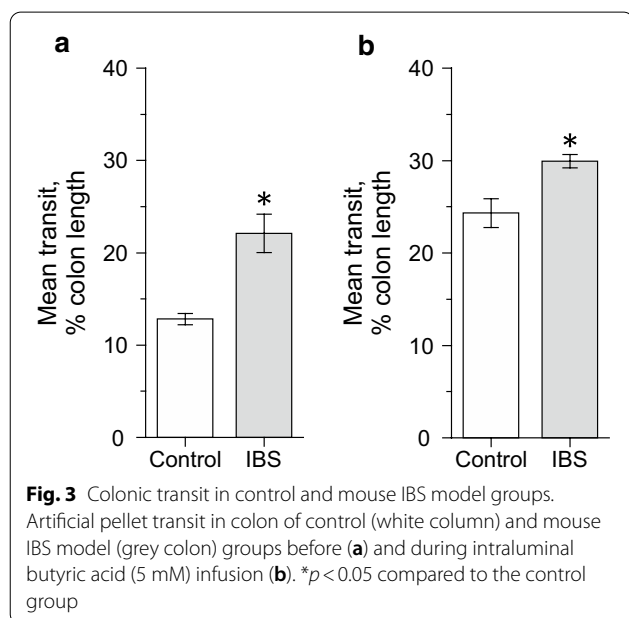 a
b
40
30
20
10
0
Mean transit,
% colon length
*
Control
IBS
40
30
20
10
0
Mean transit,
% colon length
*
Control
IBS
Fig. 3 Colonic transit in control and mouse IBS model groups.
Artificial pellet transit in colon of control (white column) and mouse
IBS model (grey colon) groups before (a) and during intraluminal
butyric acid (5 mM) infusion (b). *p < 0.05 compared to the control
group